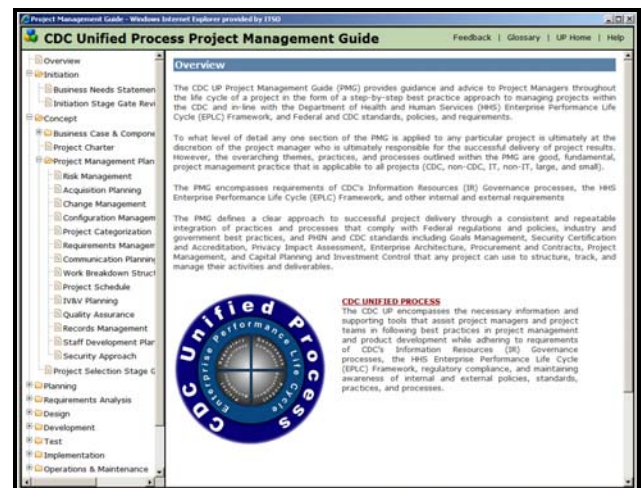 Project Management Guide - Windows Internet Explorer provided by ITSO
CDC Unified Process Project Management Guide
Feedback | Glossary | UP Home | Help
Overview
Initiation
Business Needs Statemen
Initiation Stage Gate Revi
Concept
Business Case & Compone
Project Charter
Project Management Plan
Risk Management
Acquisition Planning
Change Management
Configuration Managem
Project Categorization
Requirements Managem
Communication Planning
Work Breakdown Struct
Project Schedule
IV&V Planning
Quality Assurance
Records Management
Staff Development Plan
Security Approach
Project Selection Stage G
Planning
Requirements Analysis
Design
Development
Test
Implementation
Operations & Maintenance
Overview
The CDC UP Project Management Guide (PMG) provides guidance and advice to Project Managers throughout
the life cycle of a project in the form of a step-by-step best practice approach to managing projects within
the CDC and in-line with the Department of Health and Human Services (HHS) Enterprise Performance Life
Cycle (EPLC) Framework, and Federal and CDC standards, policies, and requirements.
To what level of detail any one section of the PMG is applied to any particular project is ultimately at the
discretion of the project manager who is ultimately responsible for the successful delivery of project results.
However, the overarching themes, practices, and processes outlined within the PMG are good, fundamental,
project management practice that is applicable to all projects (CDC, non-CDC, IT, non-IT, large, and small).
The PMG encompasses requirements of CDC's Information Resources (IR) Governance processes, the HHS
Enterprise Performance Life Cycle (EPLC) Framework, and other internal and external requirements
The PMG defines a clear approach to successful project delivery through a consistent and repeatable
integration of practices and processes that comply with Federal regulations and policies, industry and
government best practices, and PHIN and CDC standards including Goals Management, Security Certification
and Accreditation, Privacy Impact Assessment, Enterprise Architecture, Procurement and Contracts, Project
Management, and Capital Planning and Investment Control that any project can use to structure, track, and
manage their activities and deliverables.
CDC Unified Process
Enterprise Performance Life Cycle
CDC UNIFIED PROCESS
The CDC UP encompasses the necessary information and
supporting tools that assist project managers and project
teams in following best practices in project management
and product development while adhering to requirements
of CDC's Information Resources (IR) Governance
processes, the HHS Enterprise Performance Life Cycle
(EPLC) Framework, regulatory compliance, and maintaining
awareness of internal and external policies, standards,
practices, and processes.